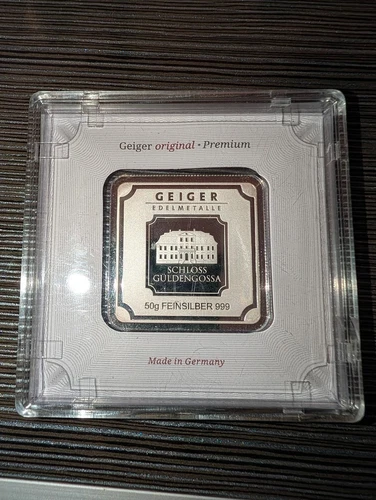 Geiger original • Premium
GEIGER
EDELMETALLE
SCHLOSS
GÜLDENGOSSA
50g FEINSILBER 999
Made in Germany